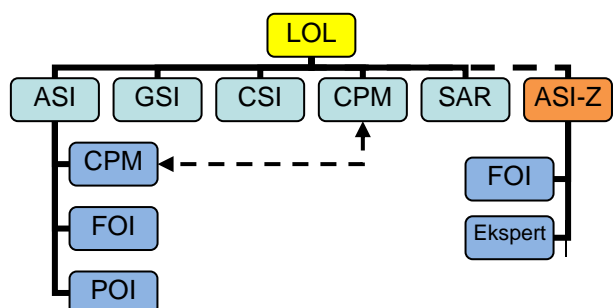 LOL
ASI GSI CSI CPM SAR ASI-Z
CPM
FOI
FOI
Ekspert
POI